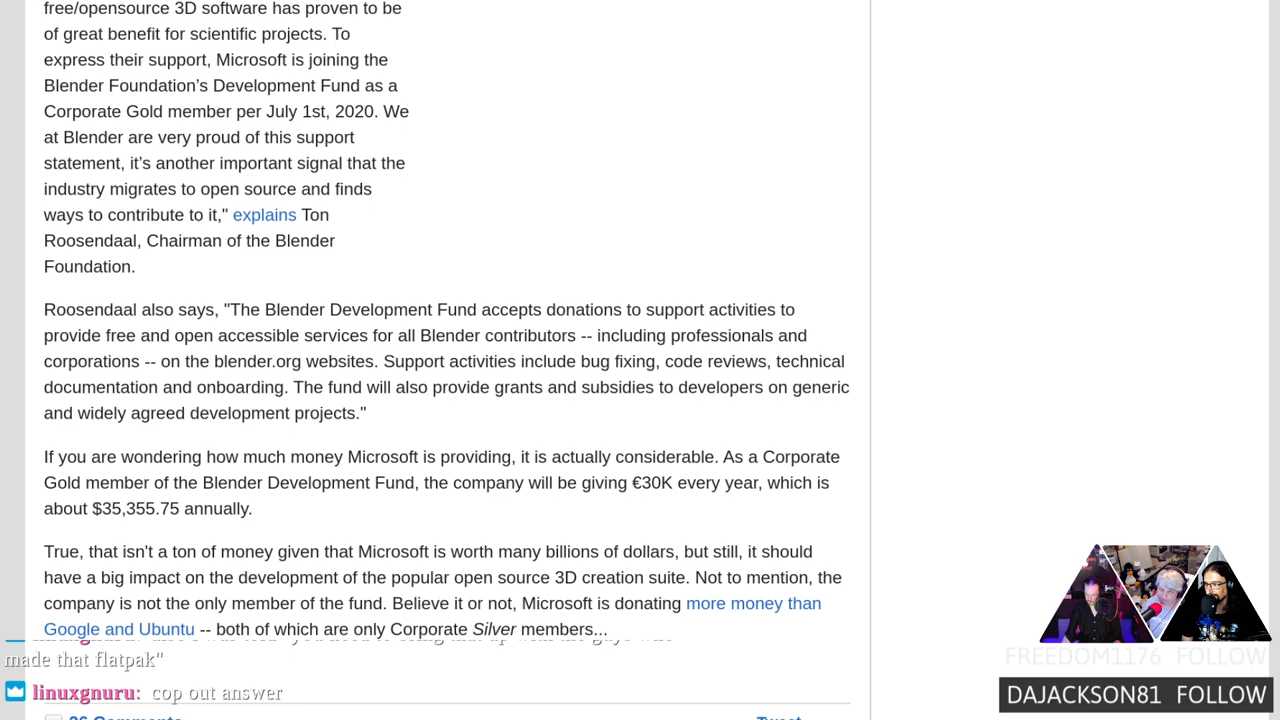 free/opensource 3D software has proven to be
of great benefit for scientific projects. To
express their support, Microsoft is joining the
Blender Foundation’s Development Fund as a
Corporate Gold member per July 1st, 2020. We
at Blender are very proud of this support
statement, it’s another important signal that the
industry migrates to open source and finds
ways to contribute to it," explains Ton
Roosendaal, Chairman of the Blender
Foundation.
Roosendaal also says, "The Blender Development Fund accepts donations to support activities to
provide free and open accessible services for all Blender contributors -- including professionals and
corporations -- on the blender.org websites. Support activities include bug fixing, code reviews, technical
documentation and onboarding. The fund will also provide grants and subsidies to developers on generic
and widely agreed development projects."
If you are wondering how much money Microsoft is providing, it is actually considerable. As a Corporate
Gold member of the Blender Development Fund, the company will be giving €30K every year, which is
about $35,355.75 annually.
True, that isn't a ton of money given that Microsoft is worth many billions of dollars, but still, it should
have a big impact on the development of the popular open source 3D creation suite. Not to mention, the
company is not the only member of the fund. Believe it or not, Microsoft is donating more money than
Google and Ubuntu -- both of which are only Corporate Silver members...
made that flatpak"
linuxgnuru: cop out answer
FREEDOM1176 FOLLOW
DAJACKSON81 FOLLOW
26 Comments
Tweet